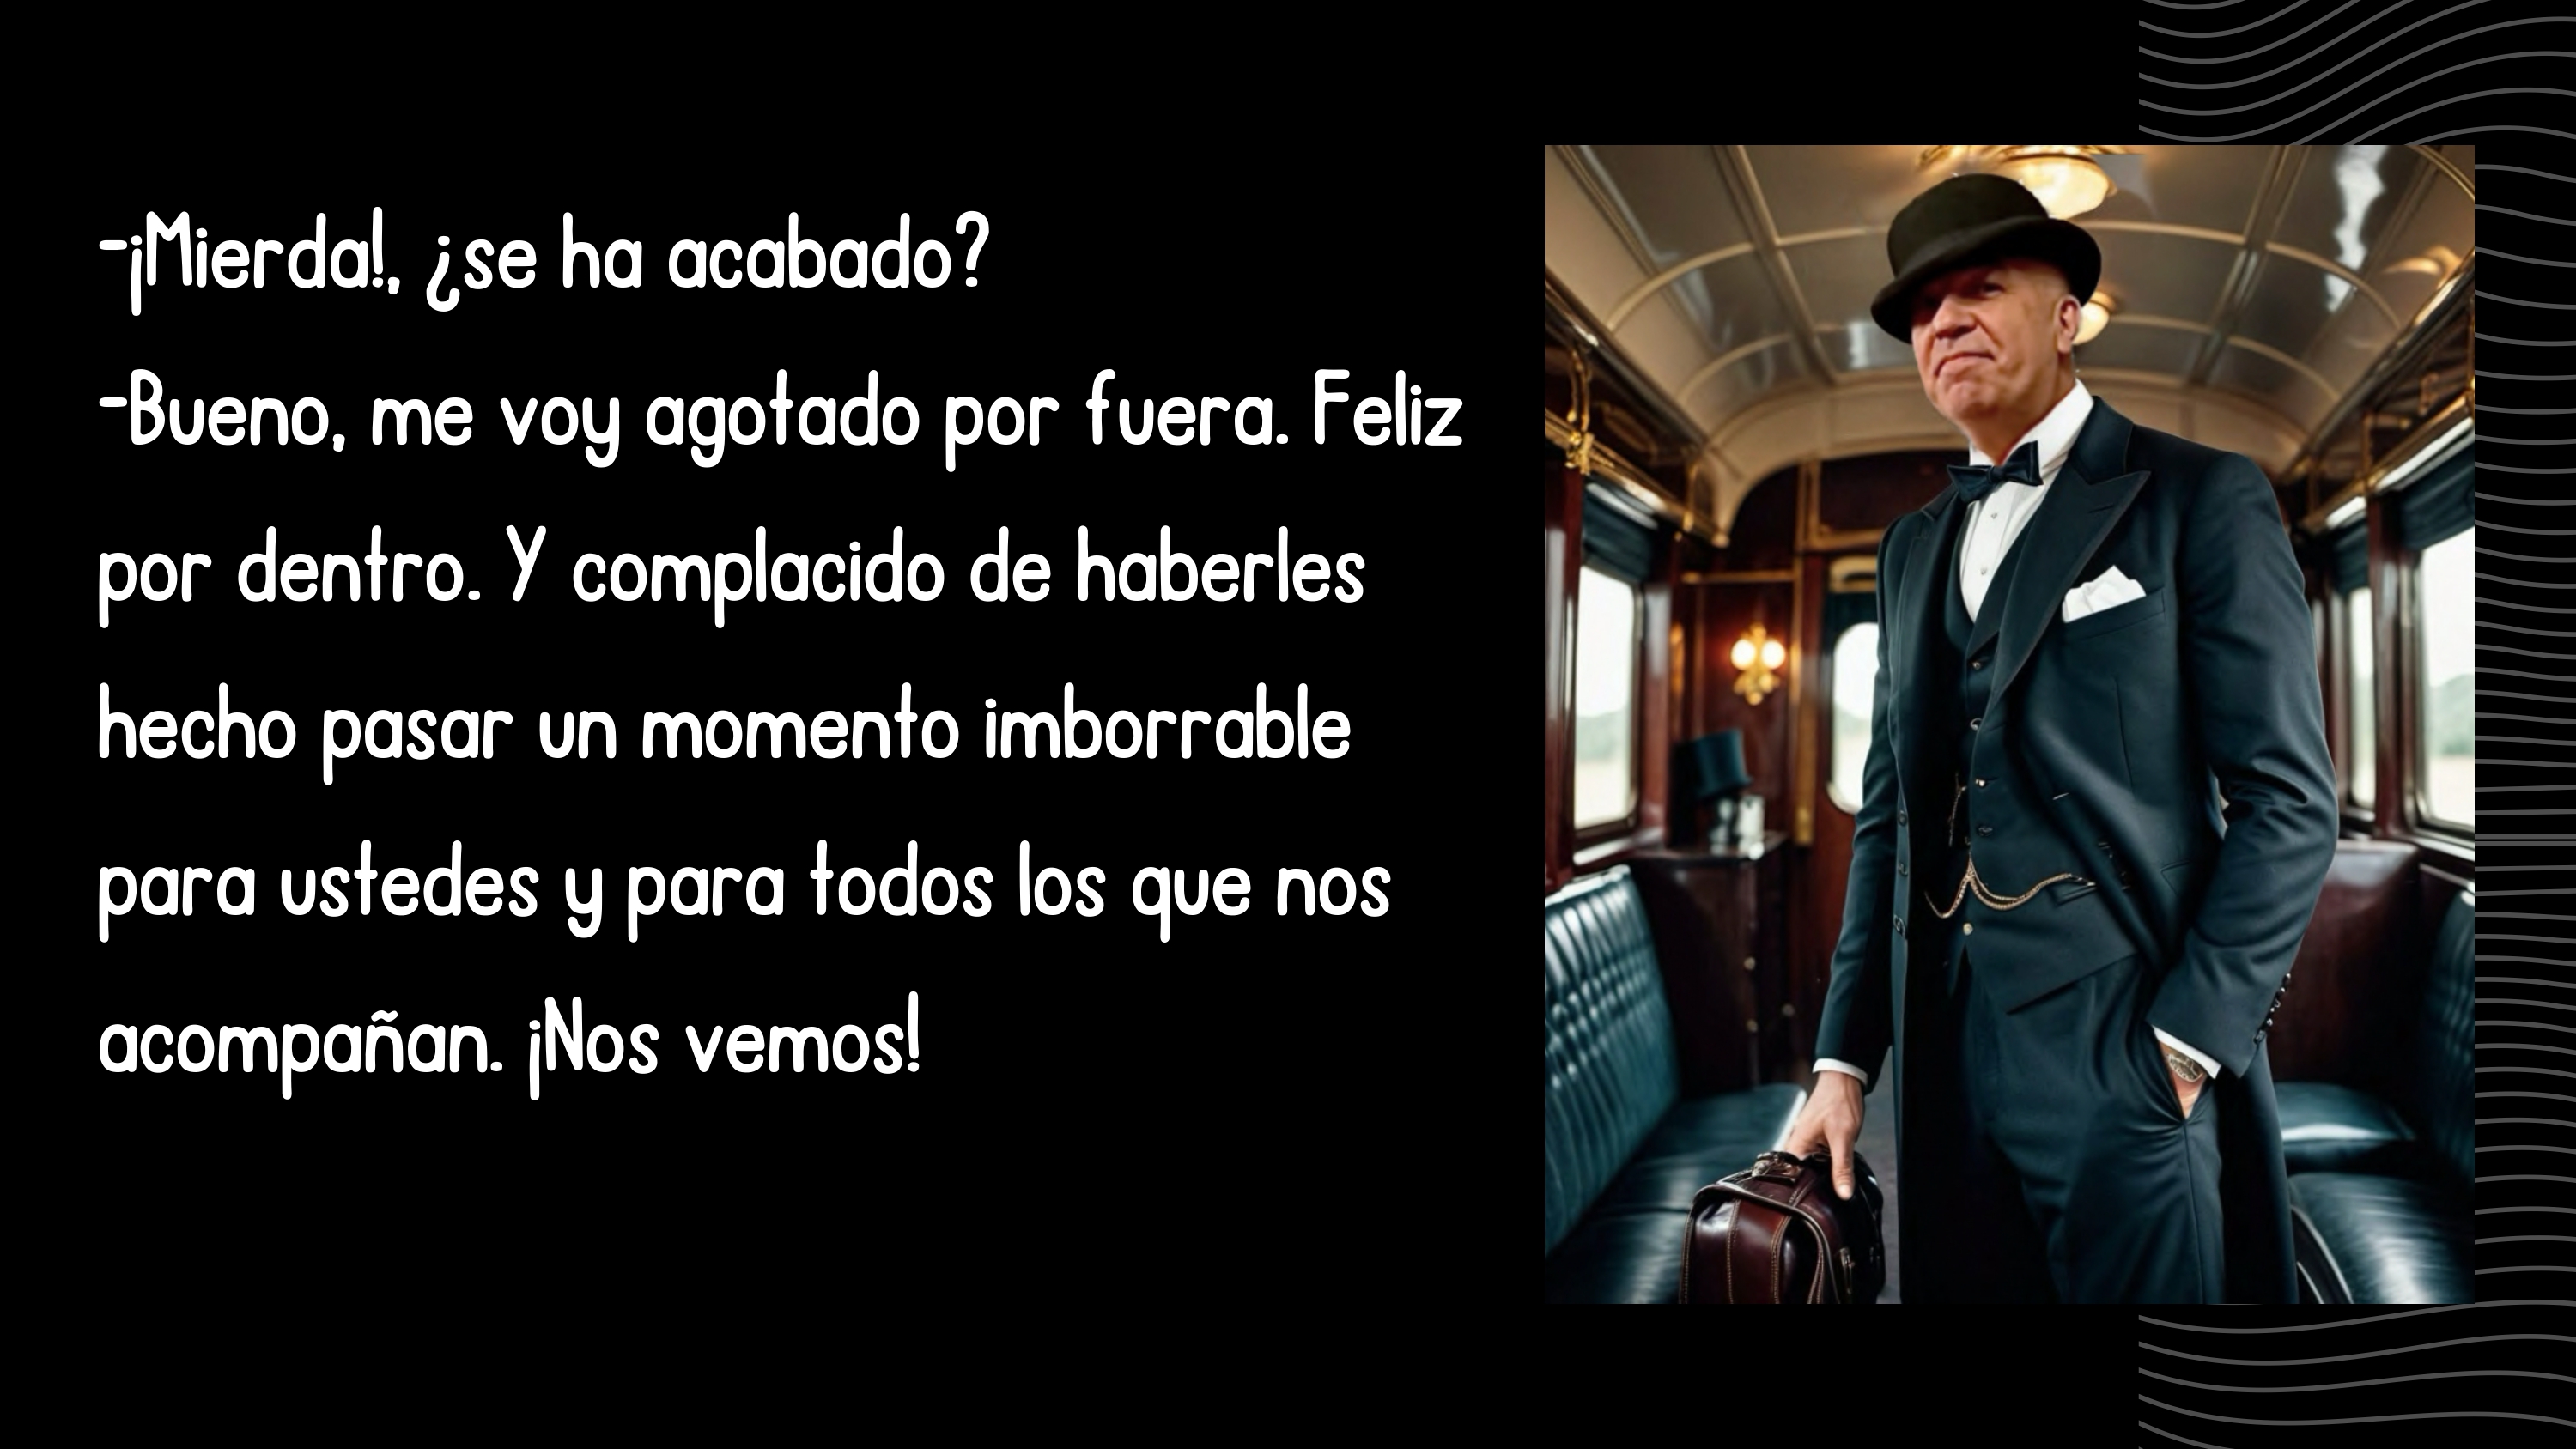 -¡Mierda!, ¿se ha acabado?
-Bueno, me voy agotado por fuera. Feliz
por dentro. Y complacido de haberles
hecho pasar un momento imborrable
para ustedes y para todos los que nos
acompañan. ¡Nos vemos!